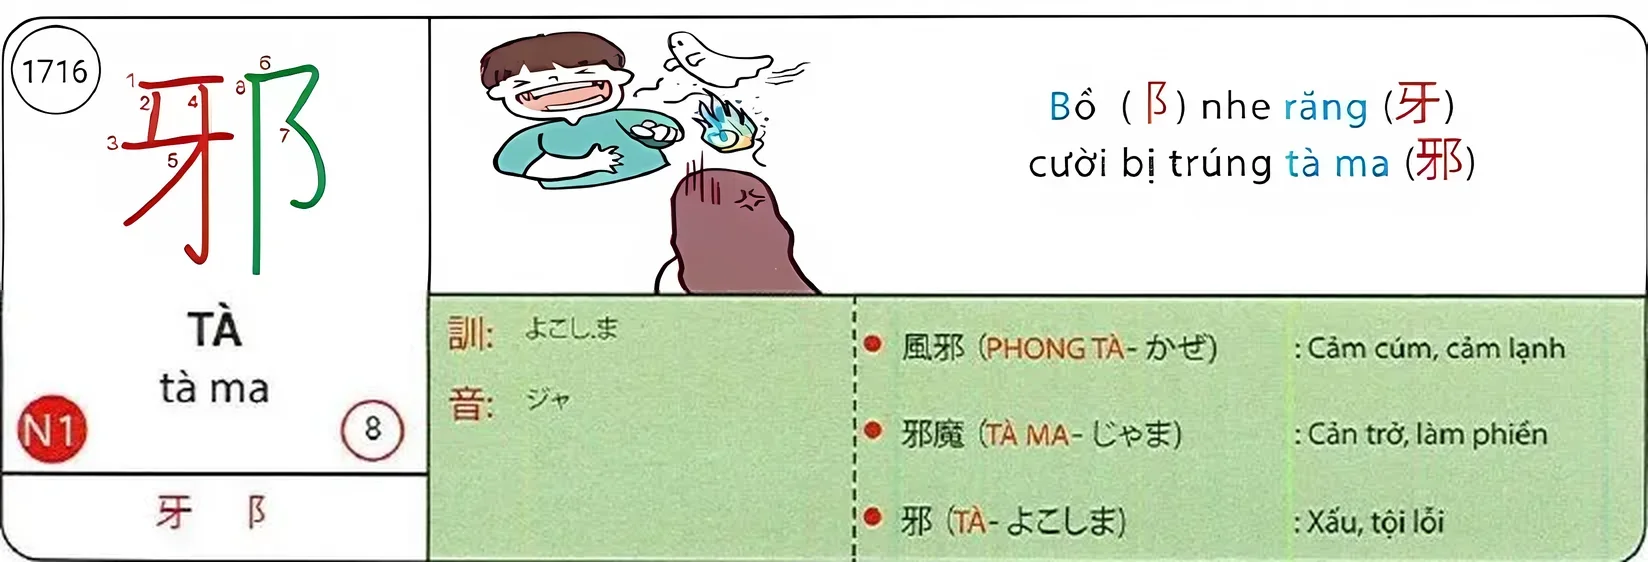 1716
1 2 3 4 5 6 7 8
邪
TÀ
tà ma
N1
8
牙 阝
Bồ (阝) nhe răng (牙)
cười bị trúng tà ma (邪)
訓: よこしま
音: ジャ
● 風邪 (PHONG TÀ- かぜ) : Cảm cúm, cảm lạnh
● 邪魔 (TÀ MA- じゃま) : Cản trở, làm phiền
● 邪 (TÀ- よこしま) : Xấu, tội lỗi